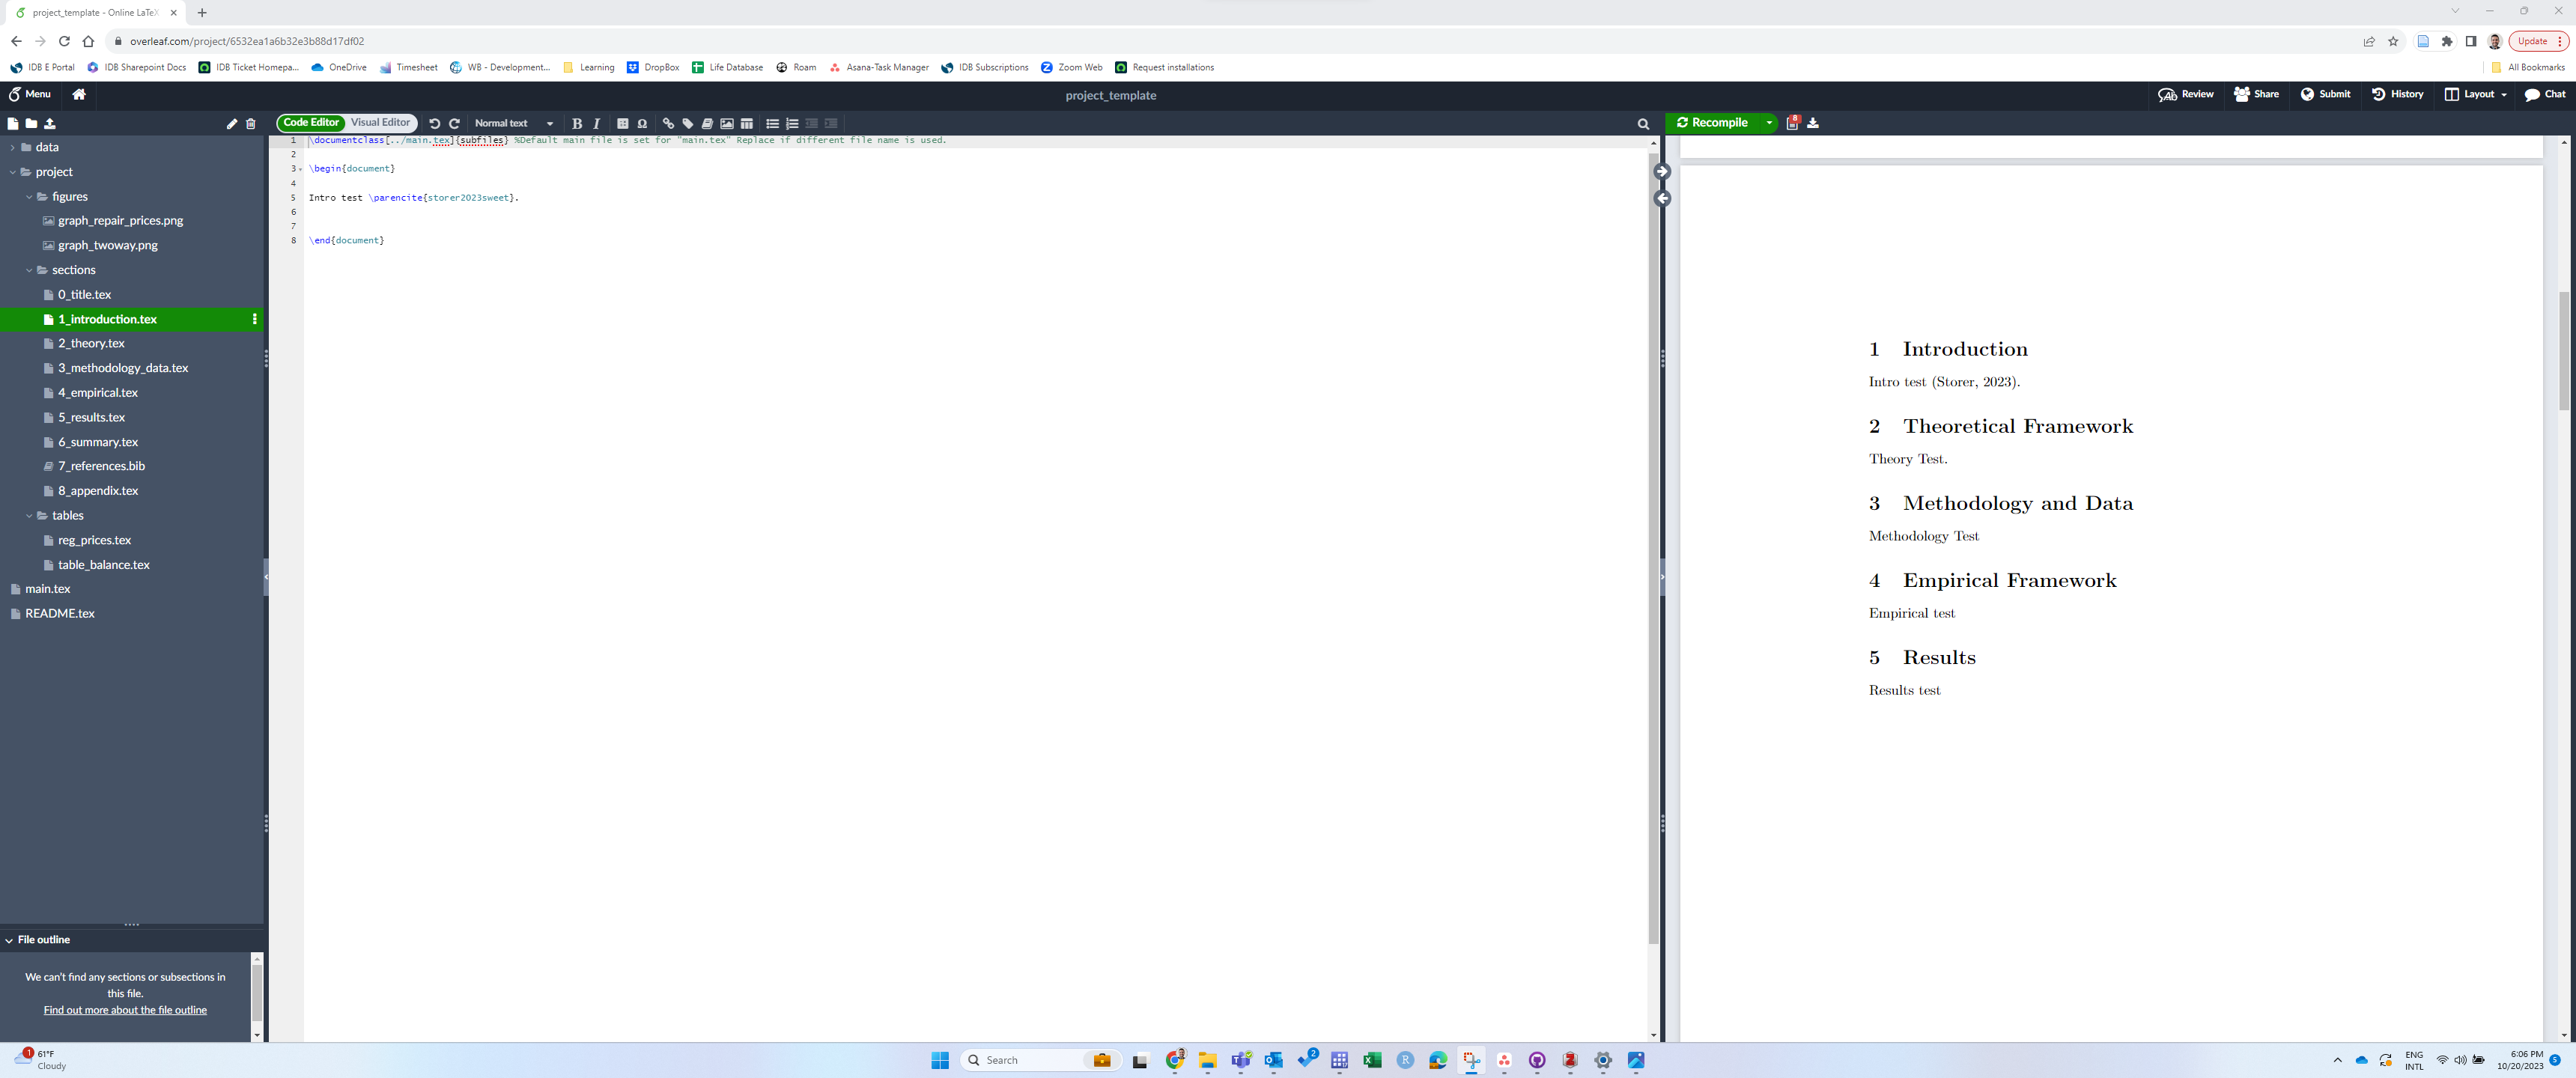 project_template - Online LaTeX
overleaf.com/project/6532ea1a6b32e3b88d17df02
Update
IDB E Portal
IDB Sharepoint Docs
IDB Ticket Homepa...
OneDrive
Timesheet
WB - Development...
Learning
DropBox
Life Database
Roam
Asana-Task Manager
IDB Subscriptions
Zoom Web
Request installations
All Bookmarks
Menu
project_template
Review
Share
Submit
History
Layout
Chat
Code Editor
Visual Editor
Normal text
B I
Ω
Recompile
8
data
project
figures
graph_repair_prices.png
graph_twoway.png
sections
0_title.tex
1_introduction.tex
2_theory.tex
3_methodology_data.tex
4_empirical.tex
5_results.tex
6_summary.tex
7_references.bib
8_appendix.tex
tables
reg_prices.tex
table_balance.tex
main.tex
README.tex
File outline
We can't find any sections or subsections in
this file.
Find out more about the file outline
1 \documentclass[../main.tex]{subfiles} %Default main file is set for "main.tex" Replace if different file name is used.
2
3 \begin{document}
4
5 Intro test \parencite{storer2023sweet}.
6
7
8 \end{document}
1 Introduction
Intro test (Storer, 2023).
2 Theoretical Framework
Theory Test.
3 Methodology and Data
Methodology Test
4 Empirical Framework
Empirical test
5 Results
Results test
1
61°F
Cloudy
Search
2
R
ENG
INTL
6:06 PM
10/20/2023
5